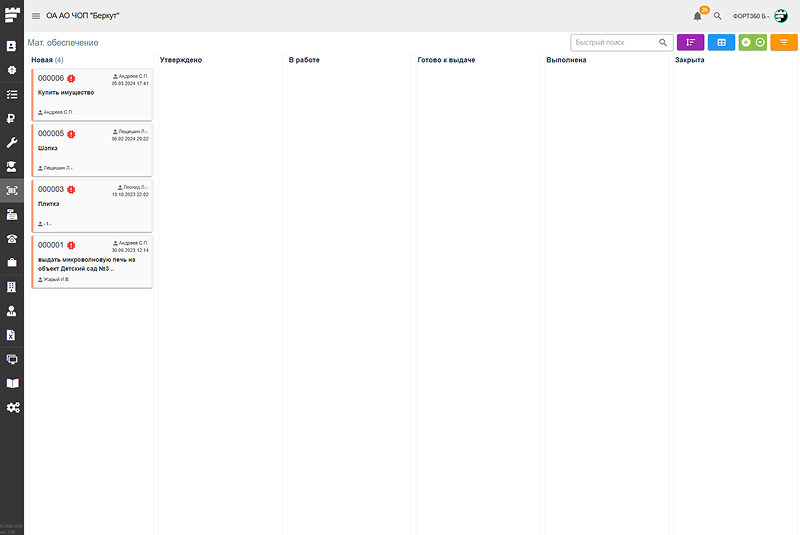 ОА АО ЧОП "Беркут"
26
ФОРТ360 Б.-.
Мат. обеспечение
Быстрый поиск
Новая (4)
Утверждено
В работе
Готово к выдаче
Выполнена
Закрыта
000006
Андреев С.П.
05.03.2024 17:41
Купить имущество
Андреев С.П.
000005
Лещишин Л.-.
06.02.2024 20:22
Шапка
Лещишин Л.-.
000003
Леонид Л.-.
19.10.2023 22:02
Плитка
- 1.-.
000001
Андреев С.П.
30.06.2023 12:14
выдать микроволновую печь на
объект Детский сад №3 ..
Жарый И.В.